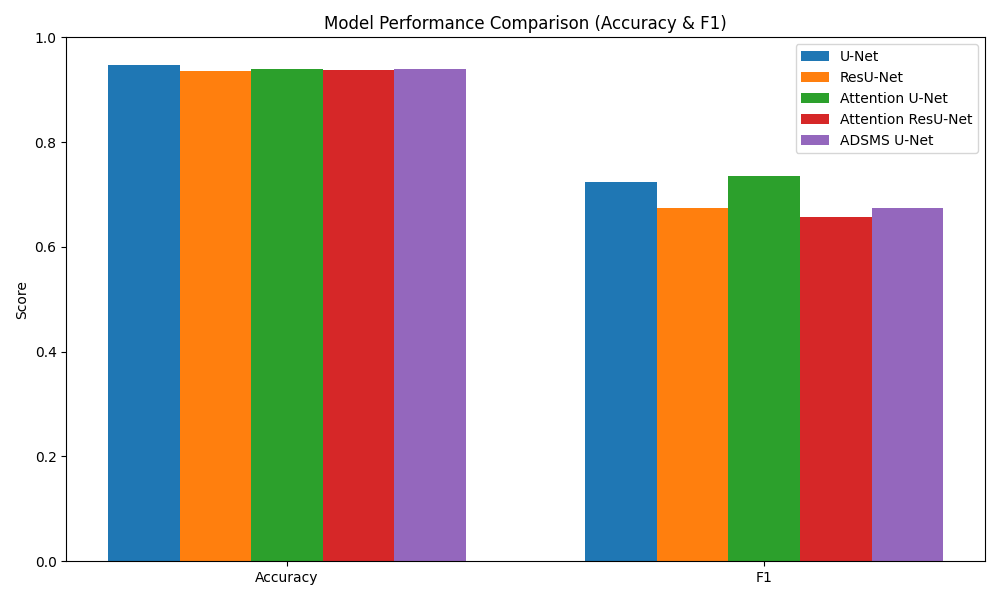 Model Performance Comparison (Accuracy & F1)
1.0
0.8
0.6
0.4
0.2
0.0
Score
U-Net
ResU-Net
Attention U-Net
Attention ResU-Net
ADSMS U-Net
Accuracy
F1